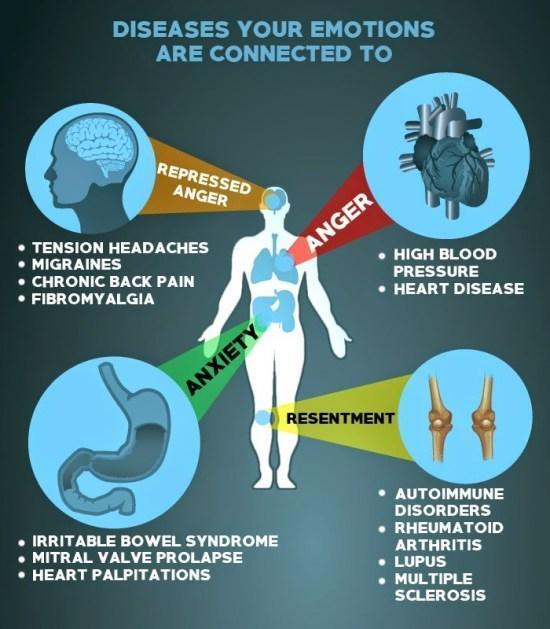 DISEASES YOUR EMOTIONS
ARE CONNECTED TO
REPRESSED
ANGER
• TENSION HEADACHES
• MIGRAINES
• CHRONIC BACK PAIN
• FIBROMYALGIA
ANGER
• HIGH BLOOD
PRESSURE
• HEART DISEASE
ANXIETY
• IRRITABLE BOWEL SYNDROME
• MITRAL VALVE PROLAPSE
• HEART PALPITATIONS
RESENTMENT
• AUTOIMMUNE
DISORDERS
• RHEUMATOID
ARTHRITIS
• LUPUS
• MULTIPLE
SCLEROSIS